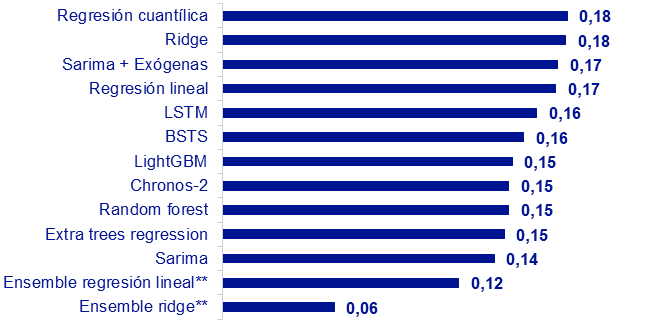 Regresión cuantílica 0,18
Ridge 0,18
Sarima + Exógenas 0,17
Regresión lineal 0,17
LSTM 0,16
BSTS 0,16
LightGBM 0,15
Chronos-2 0,15
Random forest 0,15
Extra trees regression 0,15
Sarima 0,14
Ensemble regresión lineal** 0,12
Ensemble ridge** 0,06